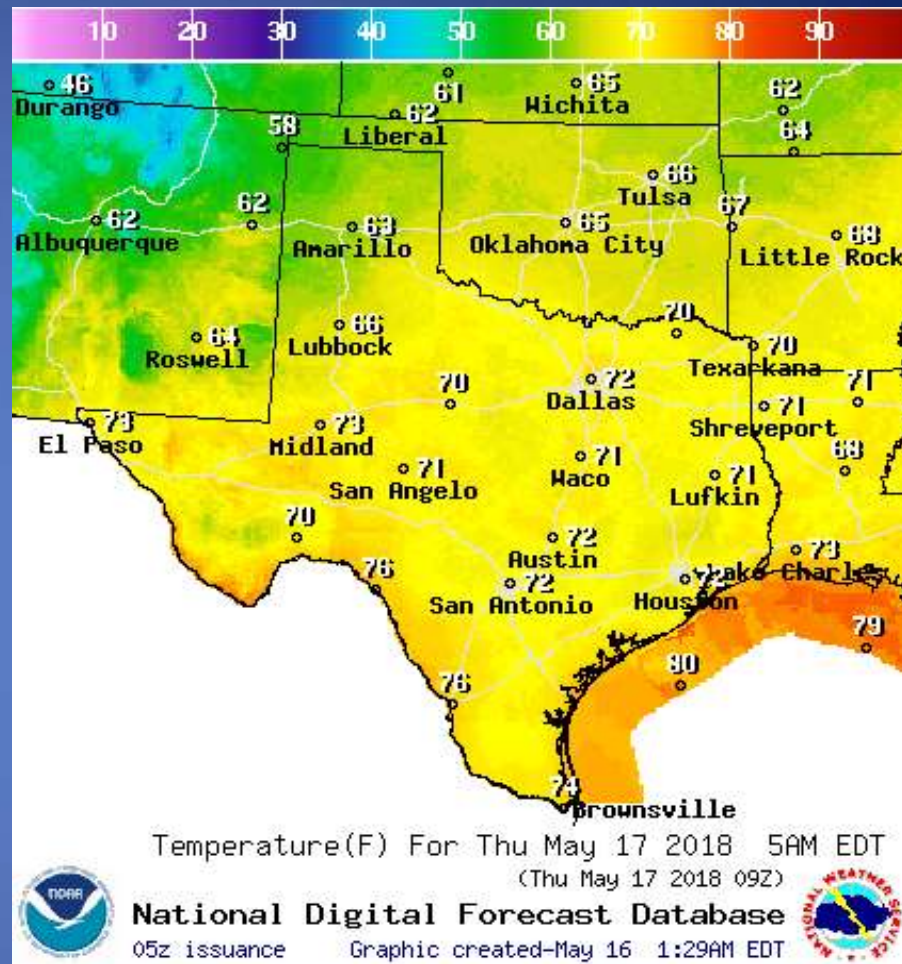 10 20 30 40 50 60 70 80 90
46
Durango
62
Liberal
61
65
Wichita
62
58
64
66
Tulsa
62
Albuquerque
62
63
Amarillo
65
Oklahoma City
67
68
Little Rock
64
Roswell
66
Lubbock
70
70
Texarkana
72
Dallas
70
71
Shreveport
71
73
El Paso
73
Midland
71
San Angelo
71
Waco
71
Lufkin
68
70
72
Austin
73
Lake Charles
76
72
San Antonio
72
Houston
79
80
76
74
Brownsville
Temperature(F) For Thu May 17 2018 5AM EDT
(Thu May 17 2018 09Z)
National Digital Forecast Database
05z issuance Graphic created-May 16 1:29AM EDT
NOAA
NATIONAL WEATHER SERVICE